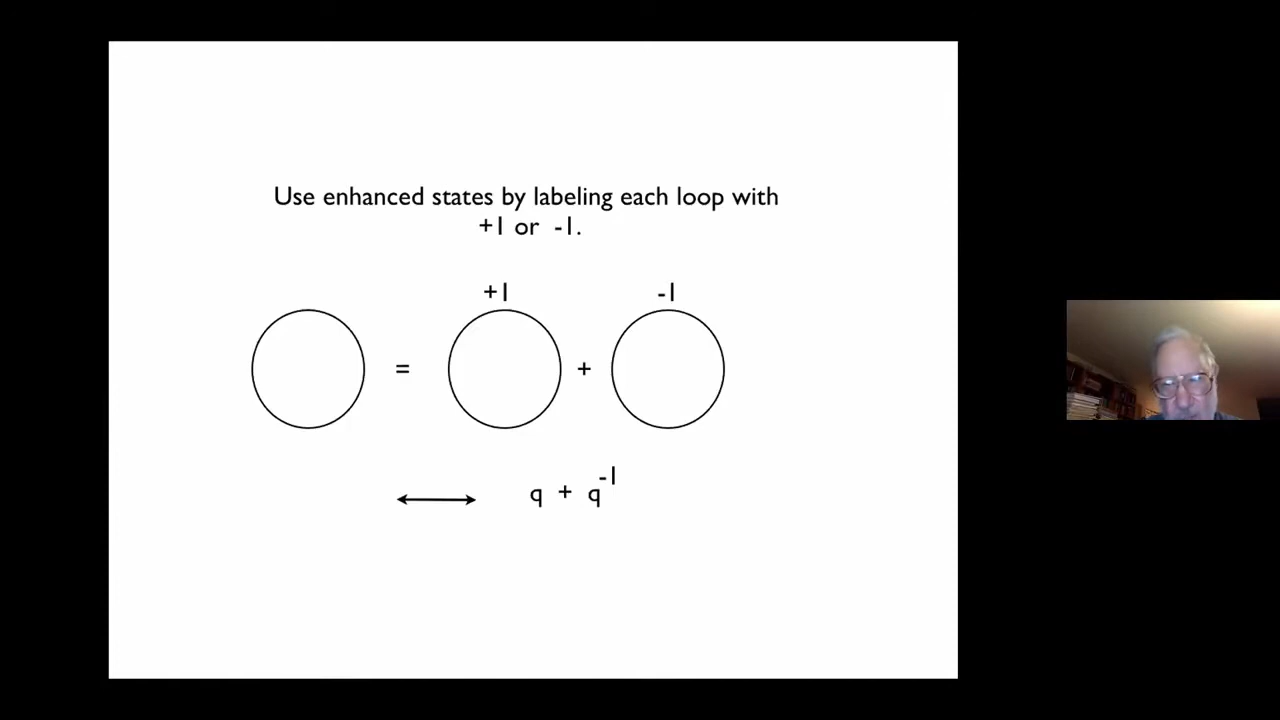 Use enhanced states by labeling each loop with
+1 or -1.
+1 -1
= +
q + q^-1